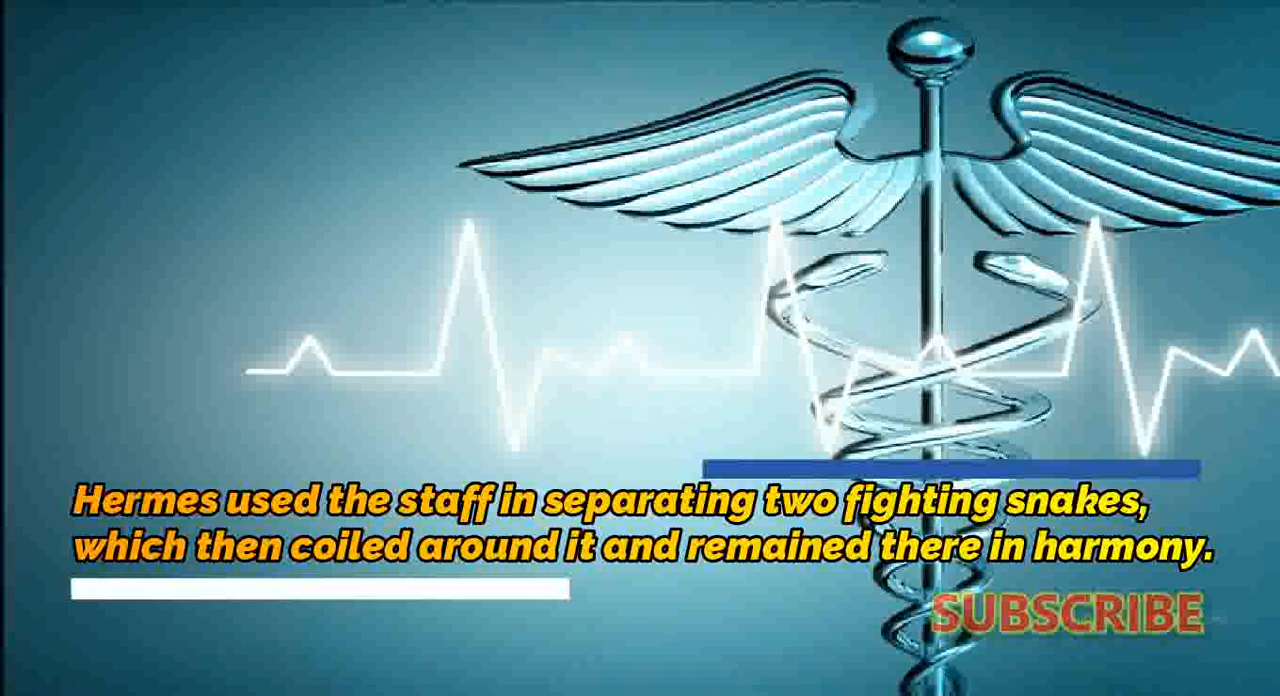 Hermes used the staff in separating two fighting snakes,
which then coiled around it and remained there in harmony.
SUBSCRIBE